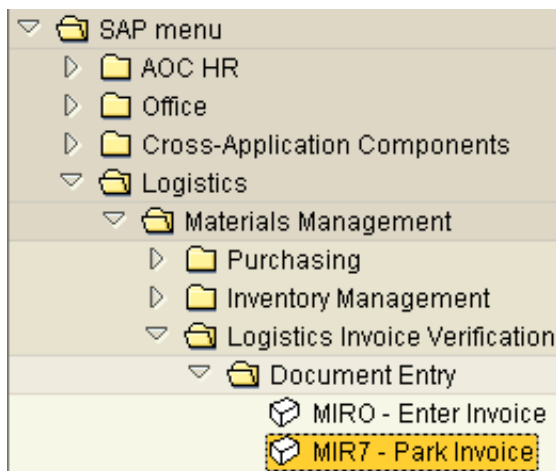 SAP menu
AOC HR
Office
Cross-Application Components
Logistics
Materials Management
Purchasing
Inventory Management
Logistics Invoice Verification
Document Entry
MIRO - Enter Invoice
MIR7 - Park Invoice